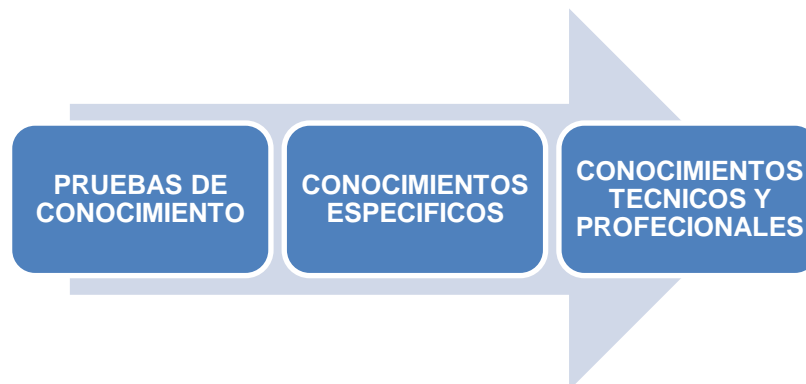 PRUEBAS DE
CONOCIMIENTO
CONOCIMIENTOS
ESPECIFICOS
CONOCIMIENTOS
TECNICOS Y
PROFECIONALES